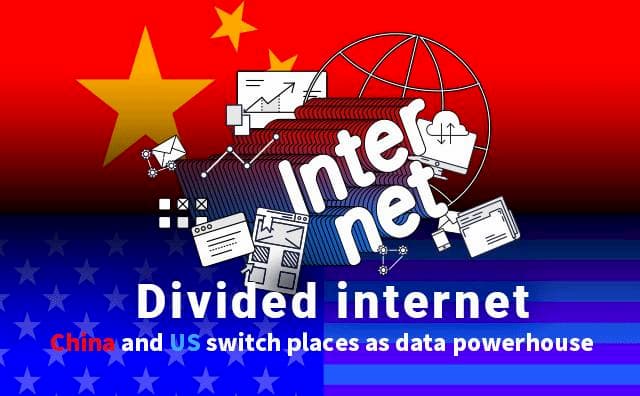 Inter
net
Divided internet
China and US switch places as data powerhouse